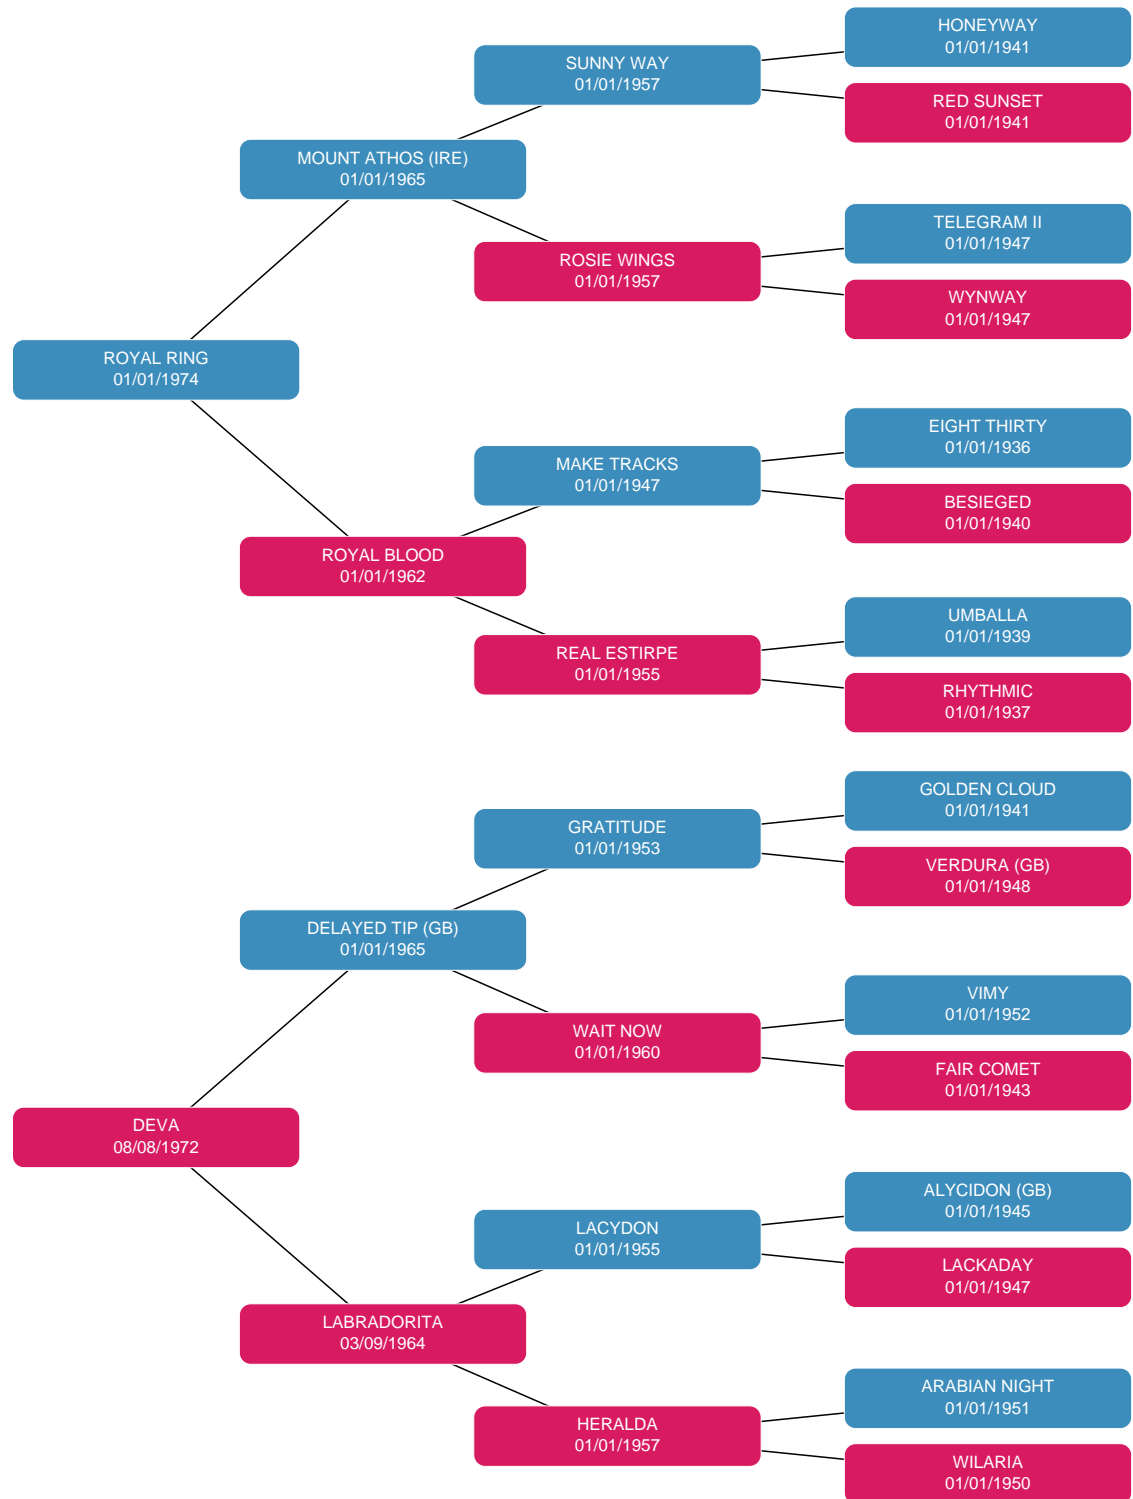 HONEYWAY
01/01/1941
SUNNY WAY
01/01/1957
RED SUNSET
01/01/1941
MOUNT ATHOS (IRE)
01/01/1965
TELEGRAM II
01/01/1947
ROSIE WINGS
01/01/1957
WYNWAY
01/01/1947
ROYAL RING
01/01/1974
EIGHT THIRTY
01/01/1936
MAKE TRACKS
01/01/1947
BESIEGED
01/01/1940
ROYAL BLOOD
01/01/1962
UMBALLA
01/01/1939
REAL ESTIRPE
01/01/1955
RHYTHMIC
01/01/1937
GOLDEN CLOUD
01/01/1941
GRATITUDE
01/01/1953
VERDURA (GB)
01/01/1948
DELAYED TIP (GB)
01/01/1965
VIMY
01/01/1952
WAIT NOW
01/01/1960
FAIR COMET
01/01/1943
DEVA
08/08/1972
ALYCIDON (GB)
01/01/1945
LACYDON
01/01/1955
LACKADAY
01/01/1947
LABRADORITA
03/09/1964
ARABIAN NIGHT
01/01/1951
HERALDA
01/01/1957
WILARIA
01/01/1950